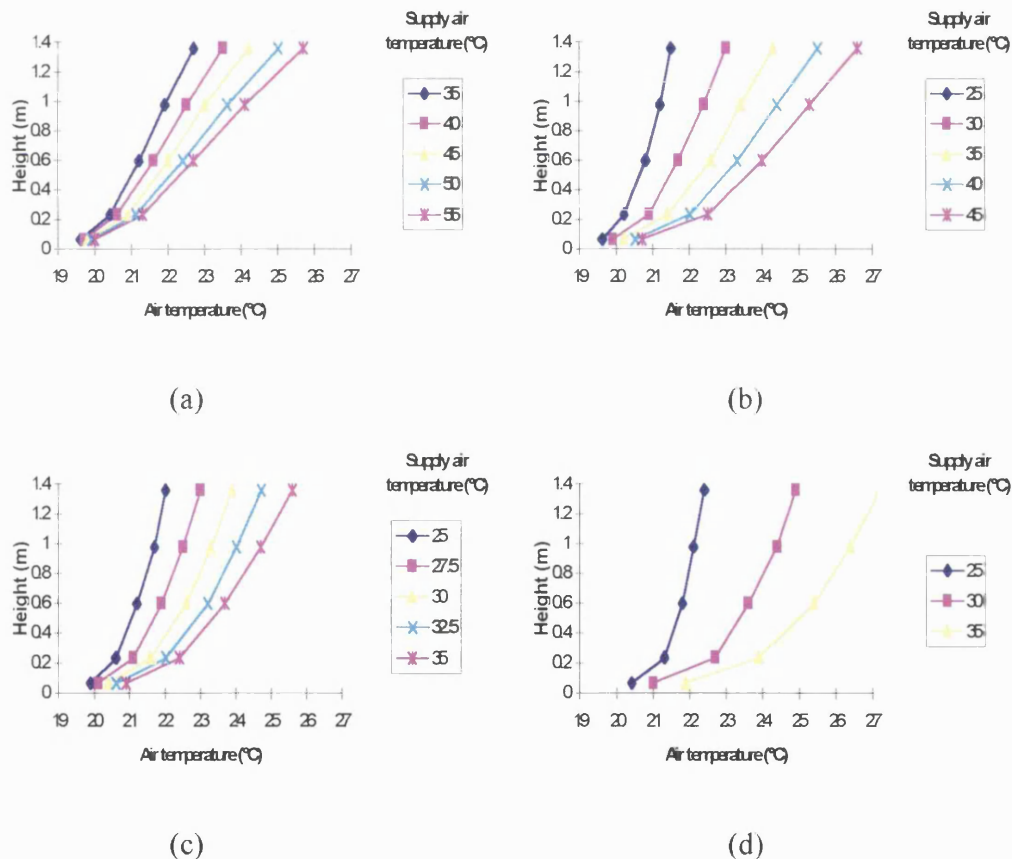 Supply air
temperature (°C)
1.4
1.2
1
0.8
0.6
0.4
0.2
0
Height (m)
19 20 21 22 23 24 25 26 27
Air temperature (°C)
35
40
45
50
55
(a)
Supply air
temperature (°C)
1.4
1.2
1
0.8
0.6
0.4
0.2
0
Height (m)
19 20 21 22 23 24 25 26 27
Air temperature (°C)
25
30
35
40
45
(b)
Supply air
temperature (°C)
1.4
1.2
1
0.8
0.6
0.4
0.2
0
Height (m)
19 20 21 22 23 24 25 26 27
Air temperature (°C)
25
27.5
30
32.5
35
(c)
Supply air
temperature (°C)
1.4
1.2
1
0.8
0.6
0.4
0.2
0
Height (m)
19 20 21 22 23 24 25 26 27
Air temperature (°C)
25
30
35
(d)